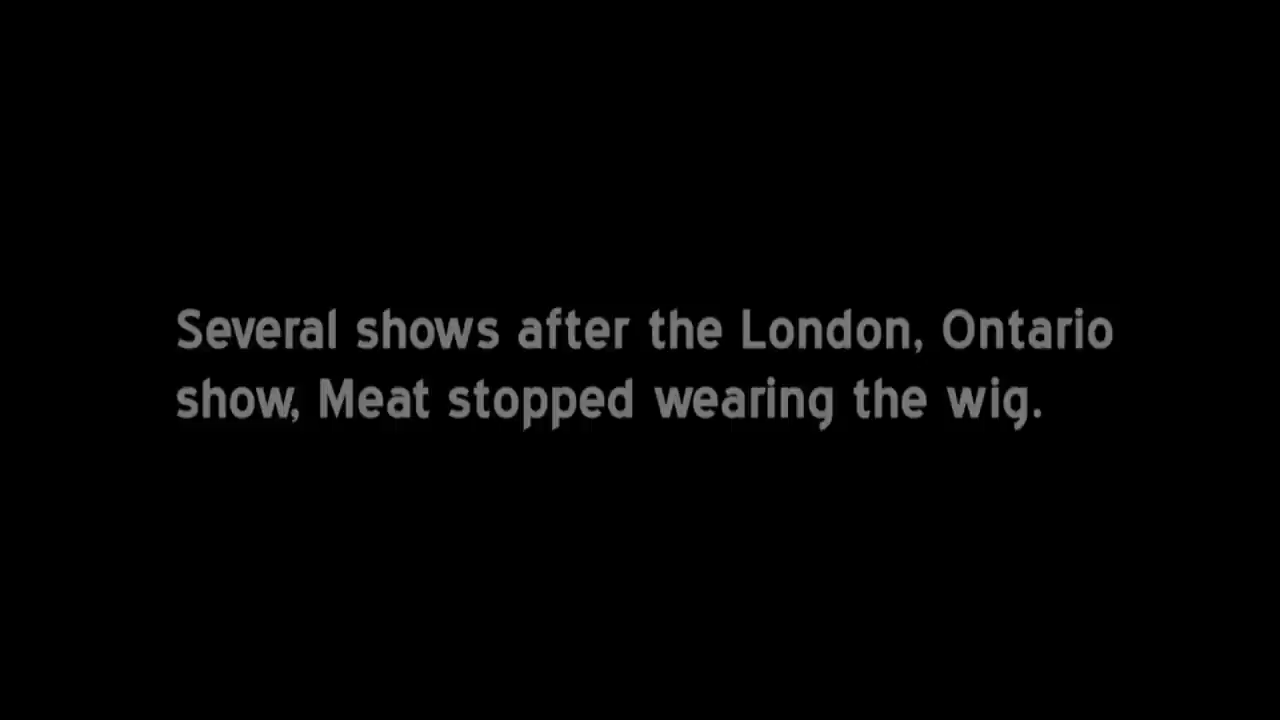 Several shows after the London, Ontario
show, Meat stopped wearing the wig.